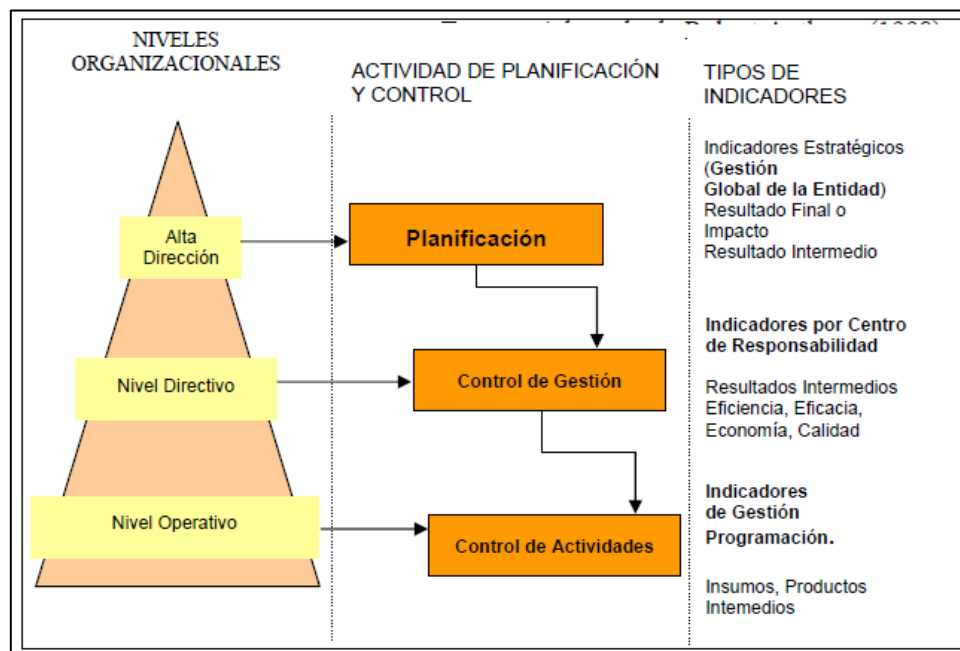 NIVELES
ORGANIZACIONALES
ACTIVIDAD DE PLANIFICACIÓN
Y CONTROL
TIPOS DE
INDICADORES
Alta
Dirección
Planificación
Indicadores Estratégicos
(Gestión
Global de la Entidad)
Resultado Final o
Impacto
Resultado Intermedio
Nivel Directivo
Control de Gestión
Indicadores por Centro
de Responsabilidad
Resultados Intermedios
Eficiencia, Eficacia,
Economía, Calidad
Nivel Operativo
Control de Actividades
Indicadores
de Gestión
Programación.
Insumos, Productos
Intemedios